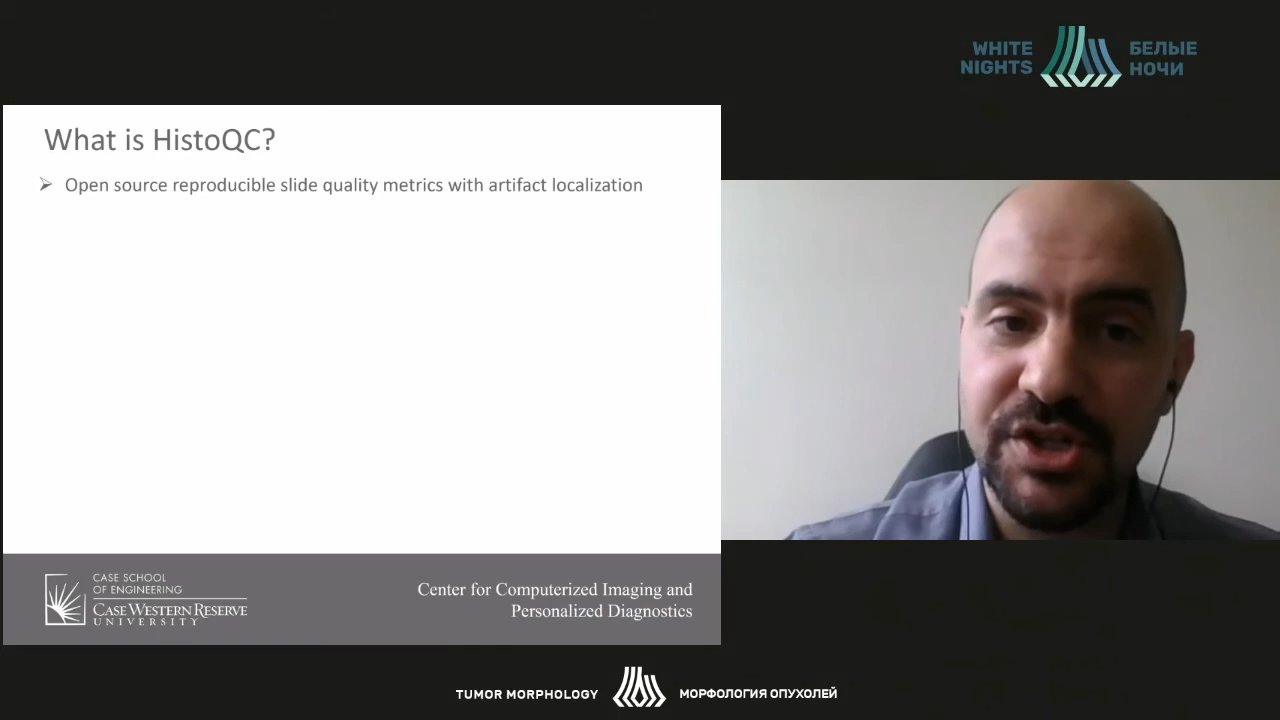 WHITE
NIGHTS
БЕЛЫЕ
НОЧИ
What is HistoQC?
➢ Open source reproducible slide quality metrics with artifact localization
CASE SCHOOL
OF ENGINEERING
CASE WESTERN RESERVE
UNIVERSITY
Center for Computerized Imaging and
Personalized Diagnostics
TUMOR MORPHOLOGY
МОРФОЛОГИЯ ОПУХОЛЕЙ